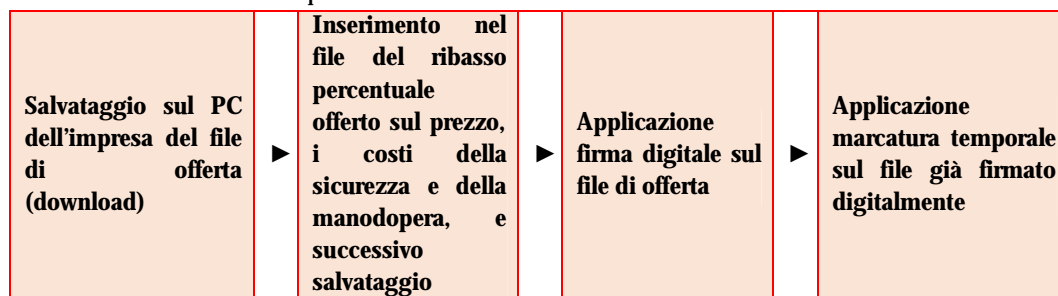 Salvataggio sul PC
dell'impresa del file
di offerta
(download)
►
Inserimento nel
file del ribasso
percentuale
offerto sul prezzo,
i costi della
sicurezza e della
manodopera, e
successivo
salvataggio
►
Applicazione
firma digitale sul
file di offerta
►
Applicazione
marcatura temporale
sul file già firmato
digitalmente